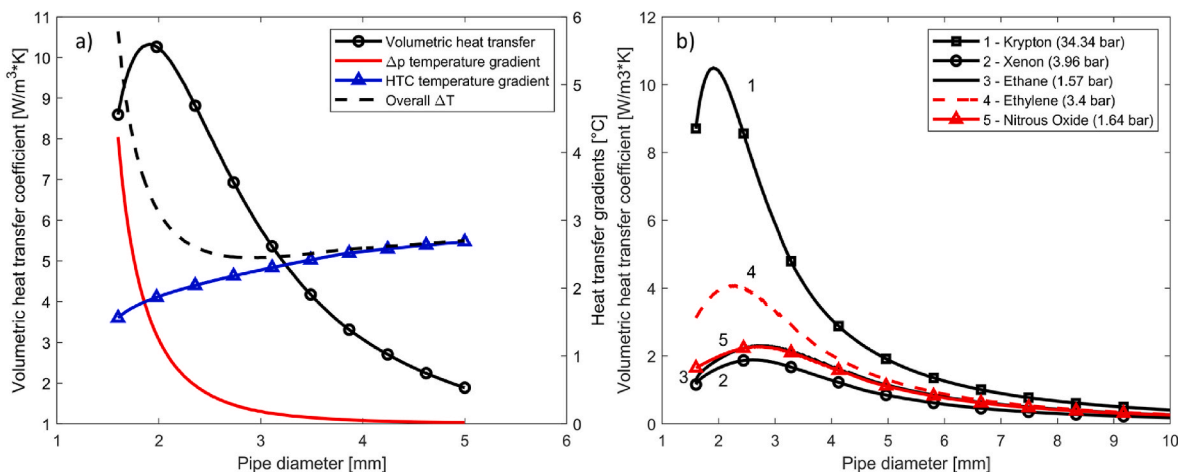 a)
Volumetric heat transfer
Δp temperature gradient
HTC temperature gradient
Overall ΔT
Volumetric heat transfer coefficient [W/m³*K]
11
10
9
8
7
6
5
4
3
2
1
Heat transfer gradients [°C]
6
5
4
3
2
1
0
1 2 3 4 5 6
Pipe diameter [mm]
b)
1 - Krypton (34.34 bar)
2 - Xenon (3.96 bar)
3 - Ethane (1.57 bar)
4 - Ethylene (3.4 bar)
5 - Nitrous Oxide (1.64 bar)
Volumetric heat transfer coefficient [W/m3*K]
12
10
8
6
4
2
0
1
4
5
3
2
1 2 3 4 5 6 7 8 9 10
Pipe diameter [mm]